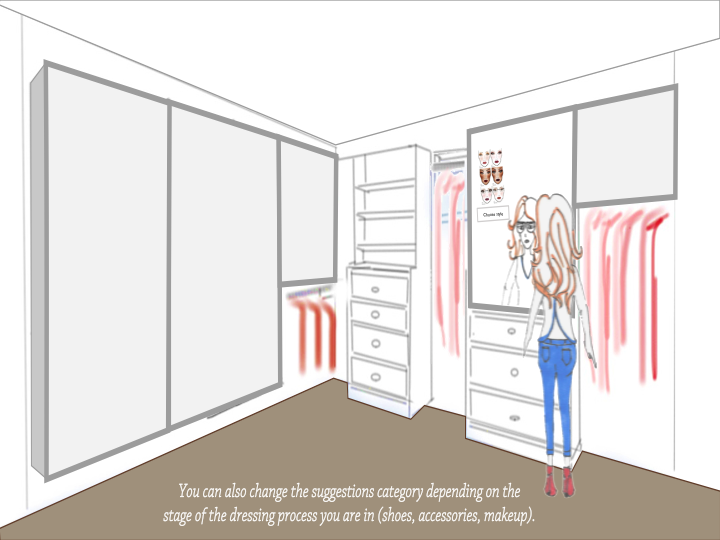 Choose style
You can also change the suggestions category depending on the
stage of the dressing process you are in (shoes, accessories, makeup).